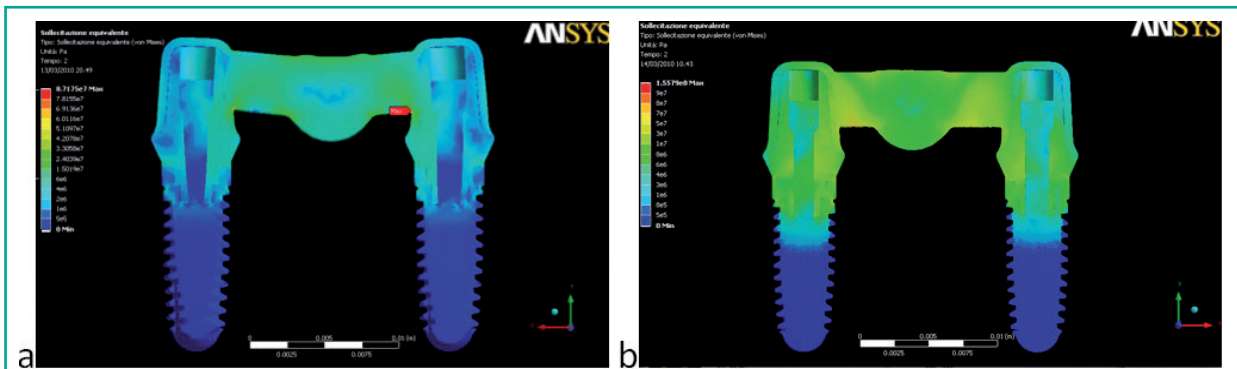 Sollecitazione equivalente
Tipo: Sollecitazione equivalente (von Mises)
Unità: Pa
Tempo: 2
13/03/2010 20.49
ANSYS
8.7175e7 Max
7.8155e7
6.9136e7
6.0116e7
5.1097e7
4.2078e7
3.3058e7
2.4039e7
1.5019e7
6e6
4e6
2e6
1e6
5e5
0 Min
Max
0
0.005
0.01 (m)
0.0025
0.0075
a
Sollecitazione equivalente
Tipo: Sollecitazione equivalente (von Mises)
Unità: Pa
Tempo: 2
14/03/2010 10.43
ANSYS
1.5579e8 Max
9e7
8e7
7e7
5e7
3e7
1e7
8e6
6e6
4e6
3e6
1e6
8e5
5e5
0 Min
0
0.005
0.01 (m)
0.0025
0.0075
b